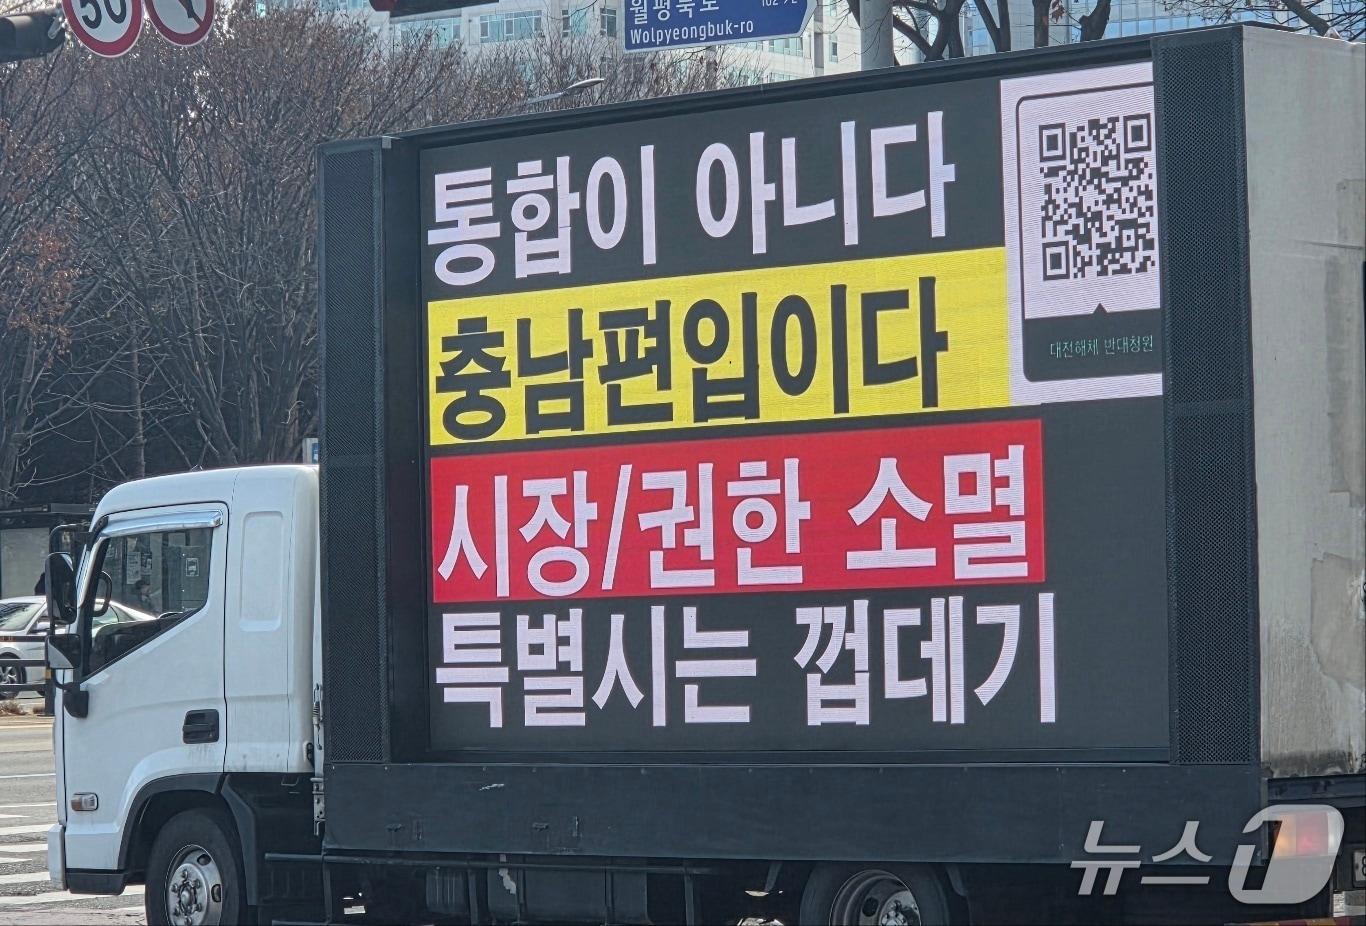 50
월평북로
Wolpyeongbuk-ro
통합이 아니다
충남편입이다
시장/권한 소멸
특별시는 껍데기
대전해체 반대청원
뉴스1